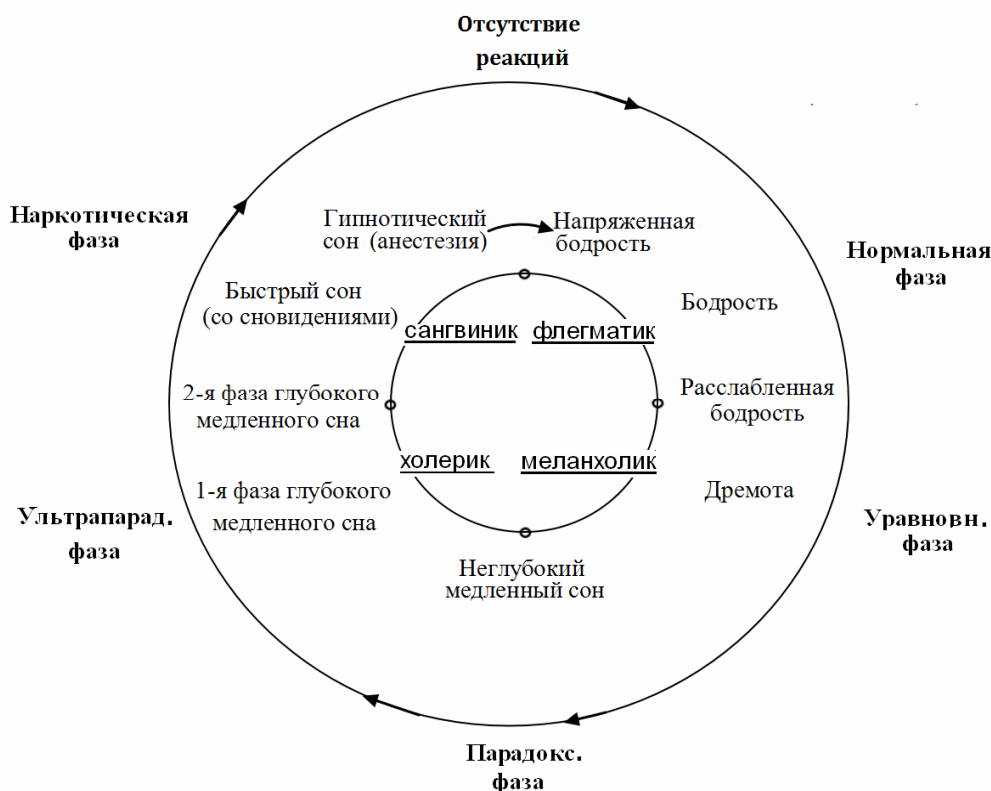 Отсутствие
реакций
Наркотическая
фаза
Гипнотический
сон (анестезия)
Напряженная
бодрость
Нормальная
фаза
Быстрый сон
(со сновидениями)
Бодрость
сангвиник
флегматик
2-я фаза глубокого
медленного сна
Расслабленная
бодрость
холерик
меланхолик
1-я фаза глубокого
медленного сна
Дремота
Ультрапарад.
фаза
Уравновн.
фаза
Неглубокий
медленный сон
Парадокс.
фаза